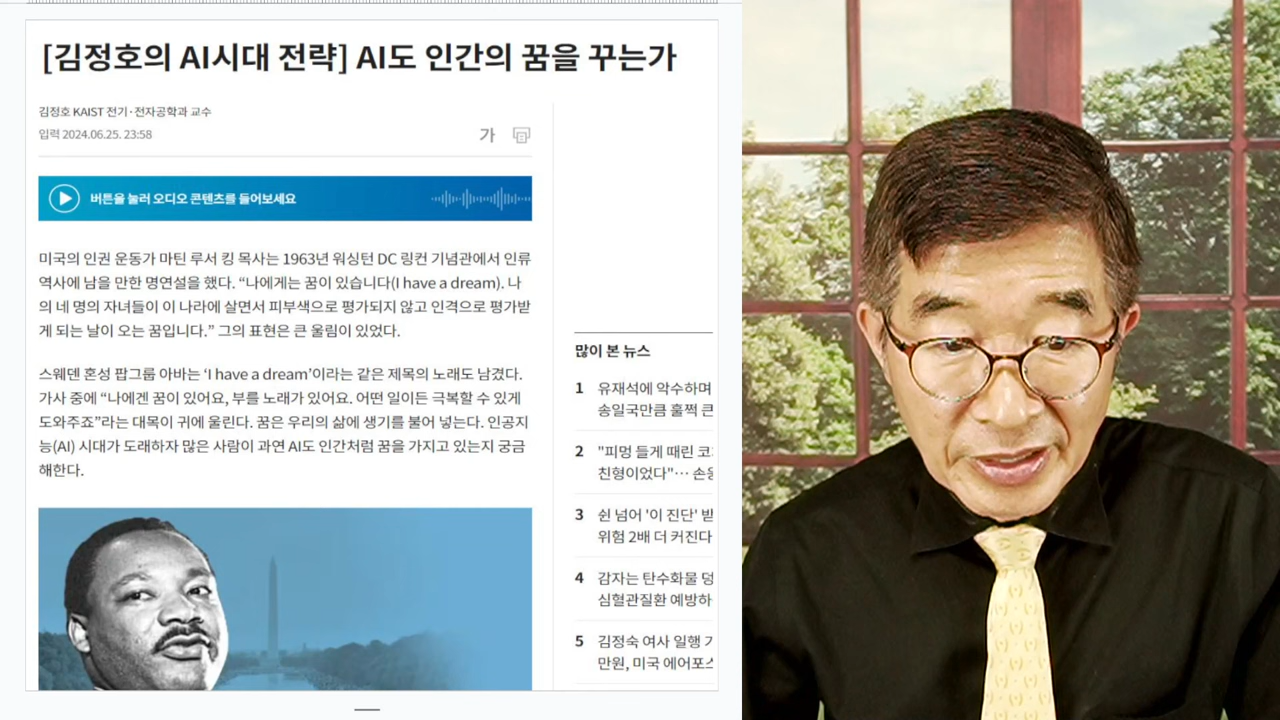 [김정호의 AI시대 전략] AI도 인간의 꿈을 꾸는가
김정호 KAIST 전기·전자공학과 교수
입력 2024.06.25. 23:58
가
버튼을 눌러 오디오 콘텐츠를 들어보세요
미국의 인권 운동가 마틴 루서 킹 목사는 1963년 워싱턴 DC 링컨 기념관에서 인류
역사에 남을 만한 명연설을 했다. “나에게는 꿈이 있습니다(I have a dream). 나
의 네 명의 자녀들이 이 나라에 살면서 피부색으로 평가되지 않고 인격으로 평가받
게 되는 날이 오는 꿈입니다.” 그의 표현은 큰 울림이 있었다.
스웨덴 혼성 팝그룹 아바는 ‘I have a dream’이라는 같은 제목의 노래도 남겼다.
가사 중에 “나에겐 꿈이 있어요, 부를 노래가 있어요. 어떤 일이든 극복할 수 있게
도와주죠”라는 대목이 귀에 울린다. 꿈은 우리의 삶에 생기를 불어 넣는다. 인공지
능(AI) 시대가 도래하자 많은 사람이 과연 AI도 인간처럼 꿈을 가지고 있는지 궁금
해한다.
많이 본 뉴스
1 유재석에 악수하며
송일국만큼 훌쩍 큰
2 "피멍 들게 때린 코
친형이었다"… 손웅
3 쉰 넘어 '이 진단' 받
위험 2배 더 커진다
4 감자는 탄수화물 덩
심혈관질환 예방하
5 김정숙 여사 일행 기
만원, 미국 에어포스